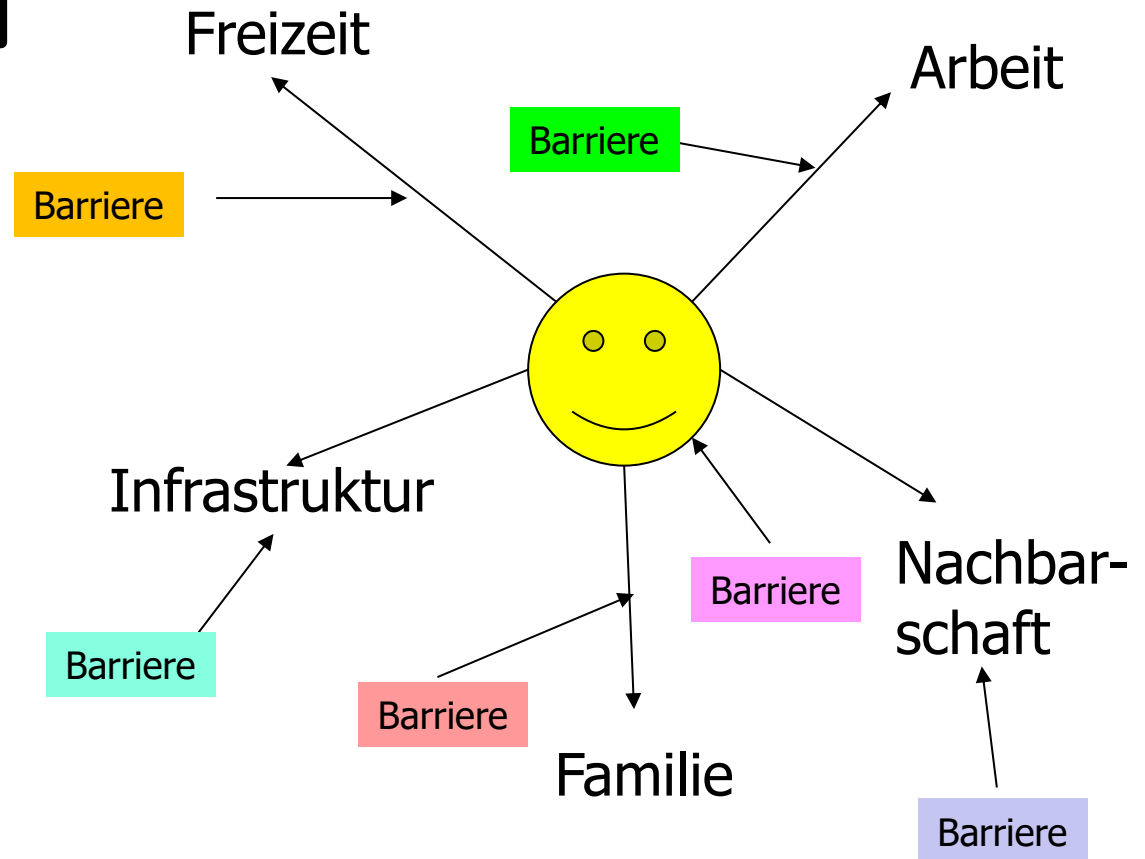 Freizeit
Arbeit
Barriere
Barriere
Infrastruktur
Nachbar-
schaft
Barriere
Barriere
Barriere
Familie
Barriere